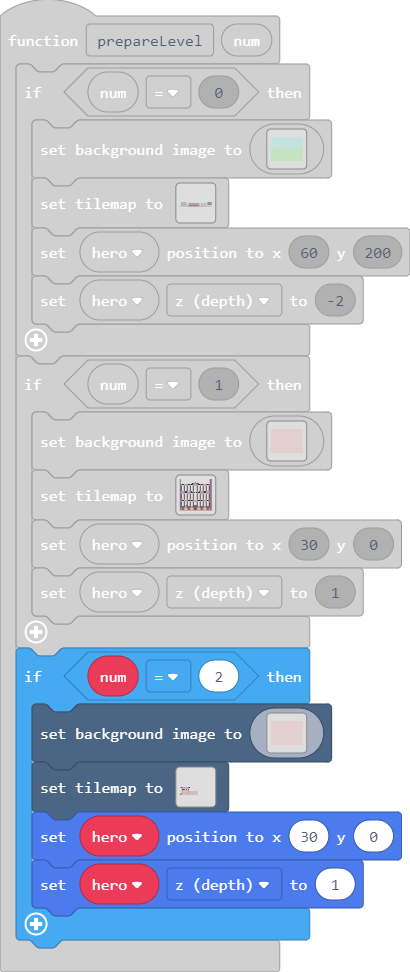 function prepareLevel num
if num = 0 then
set background image to
set tilemap to
set hero position to x 60 y 200
set hero z (depth) to -2
if num = 1 then
set background image to
set tilemap to
set hero position to x 30 y 0
set hero z (depth) to 1
if num = 2 then
set background image to
set tilemap to
set hero position to x 30 y 0
set hero z (depth) to 1